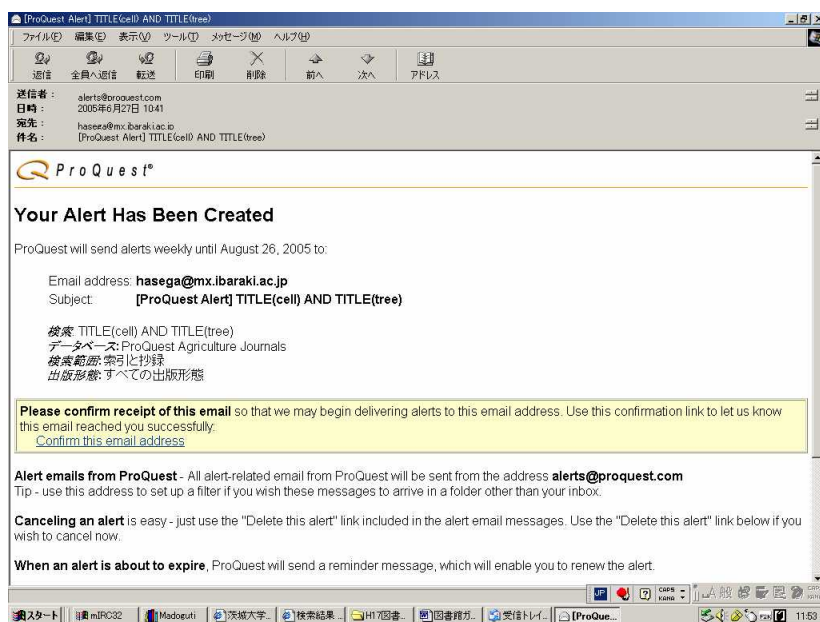 [ProQuest Alert] TITLE(cell) AND TITLE(tree)
ファイル(F) 編集(E) 表示(V) ツール(T) メッセージ(M) ヘルプ(H)
返信 全員へ返信 転送 印刷 削除 前へ 次へ アドレス
送信者: alerts@proquest.com
日時: 2005年6月27日 10:41
宛先: hasega@mx.ibaraki.ac.jp
件名: [ProQuest Alert] TITLE(cell) AND TITLE(tree)
ProQuest®
Your Alert Has Been Created
ProQuest will send alerts weekly until August 26, 2005 to:
Email address: hasega@mx.ibaraki.ac.jp
Subject: [ProQuest Alert] TITLE(cell) AND TITLE(tree)
検索: TITLE(cell) AND TITLE(tree)
データベース: ProQuest Agriculture Journals
検索範囲: 索引と抄録
出版形態: すべての出版形態
Please confirm receipt of this email so that we may begin delivering alerts to this email address. Use this confirmation link to let us know
this email reached you successfully:
Confirm this email address
Alert emails from ProQuest - All alert-related email from ProQuest will be sent from the address alerts@proquest.com
Tip - use this address to set up a filter if you wish these messages to arrive in a folder other than your inbox.
Canceling an alert is easy - just use the "Delete this alert" link included in the alert email messages. Use the "Delete this alert" link below if you
wish to cancel now.
When an alert is about to expire, ProQuest will send a reminder message, which will enable you to renew the alert.
JP CAPS KANA A 般
スタート mIRC32 Madoguti 茨城大学... 検索結果 ... H17図書... 図書館ガ... 受信トレイ... [ProQue... 11:53